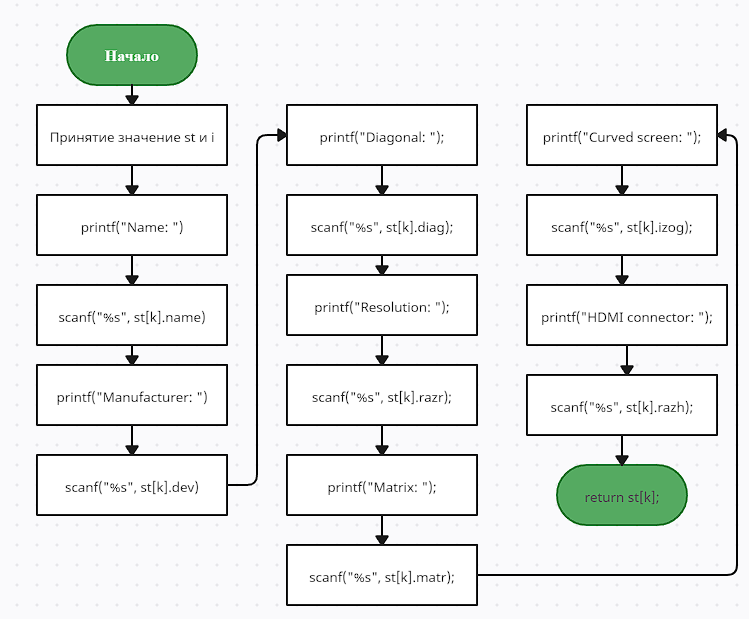 Начало
Принятие значение st и i
printf("Name: ")
scanf("%s", st[k].name)
printf("Manufacturer: ")
scanf("%s", st[k].dev)
printf("Diagonal: ");
scanf("%s", st[k].diag);
printf("Resolution: ");
scanf("%s", st[k].razr);
printf("Matrix: ");
scanf("%s", st[k].matr);
printf("Curved screen: ");
scanf("%s", st[k].izog);
printf("HDMI connector: ");
scanf("%s", st[k].razh);
return st[k];